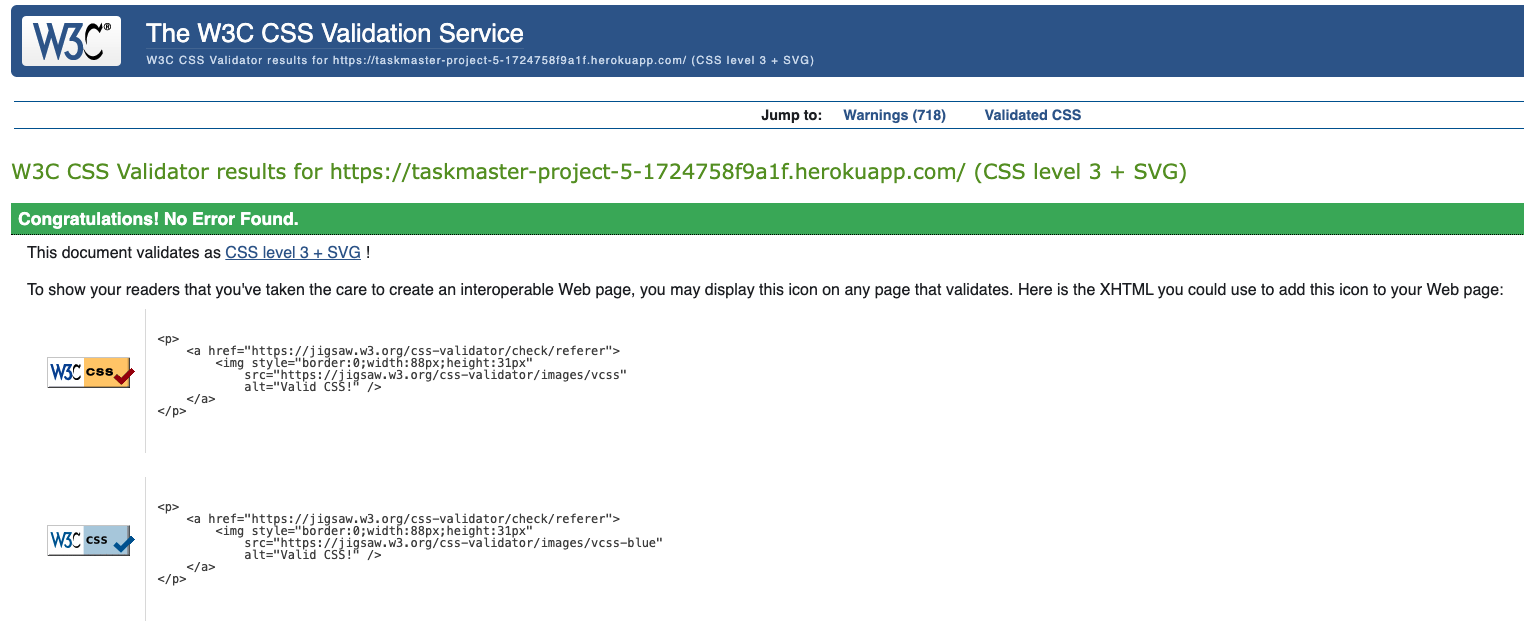 W3C®
The W3C CSS Validation Service
W3C CSS Validator results for https://taskmaster-project-5-1724758f9a1f.herokuapp.com/ (CSS level 3 + SVG)
Jump to: Warnings (718) Validated CSS
W3C CSS Validator results for https://taskmaster-project-5-1724758f9a1f.herokuapp.com/ (CSS level 3 + SVG)
Congratulations! No Error Found.
This document validates as CSS level 3 + SVG !
To show your readers that you've taken the care to create an interoperable Web page, you may display this icon on any page that validates. Here is the XHTML you could use to add this icon to your Web page:
W3C CSS
<p>
<a href="https://jigsaw.w3.org/css-validator/check/referer">
<img style="border:0;width:88px;height:31px"
src="https://jigsaw.w3.org/css-validator/images/vcss"
alt="Valid CSS!" />
</a>
</p>
W3C CSS
<p>
<a href="https://jigsaw.w3.org/css-validator/check/referer">
<img style="border:0;width:88px;height:31px"
src="https://jigsaw.w3.org/css-validator/images/vcss-blue"
alt="Valid CSS!" />
</a>
</p>